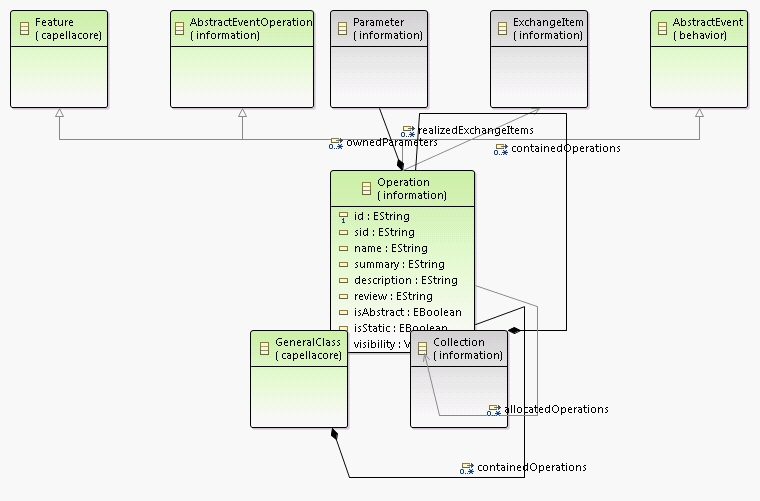 Feature
(capellacore)
AbstractEventOperation
(information)
Parameter
(information)
ExchangeItem
(information)
AbstractEvent
(behavior)
0..*
realizedExchangeItems
0..*
ownedParameters
0..*
containedOperations
Operation
(information)
1
id : EString
sid : EString
name : EString
summary : EString
description : EString
review : EString
isAbstract : EBoolean
isStatic : EBoolean
visibility : V
GeneralClass
(capellacore)
Collection
(information)
0..*
allocatedOperations
0..*
containedOperations